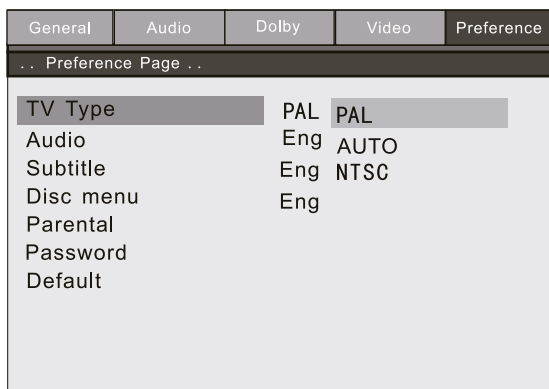 General Audio Dolby Video Preference
.. Preference Page ..
TV Type PAL PAL
Audio Eng AUTO
Subtitle Eng NTSC
Disc menu Eng
Parental
Password
Default